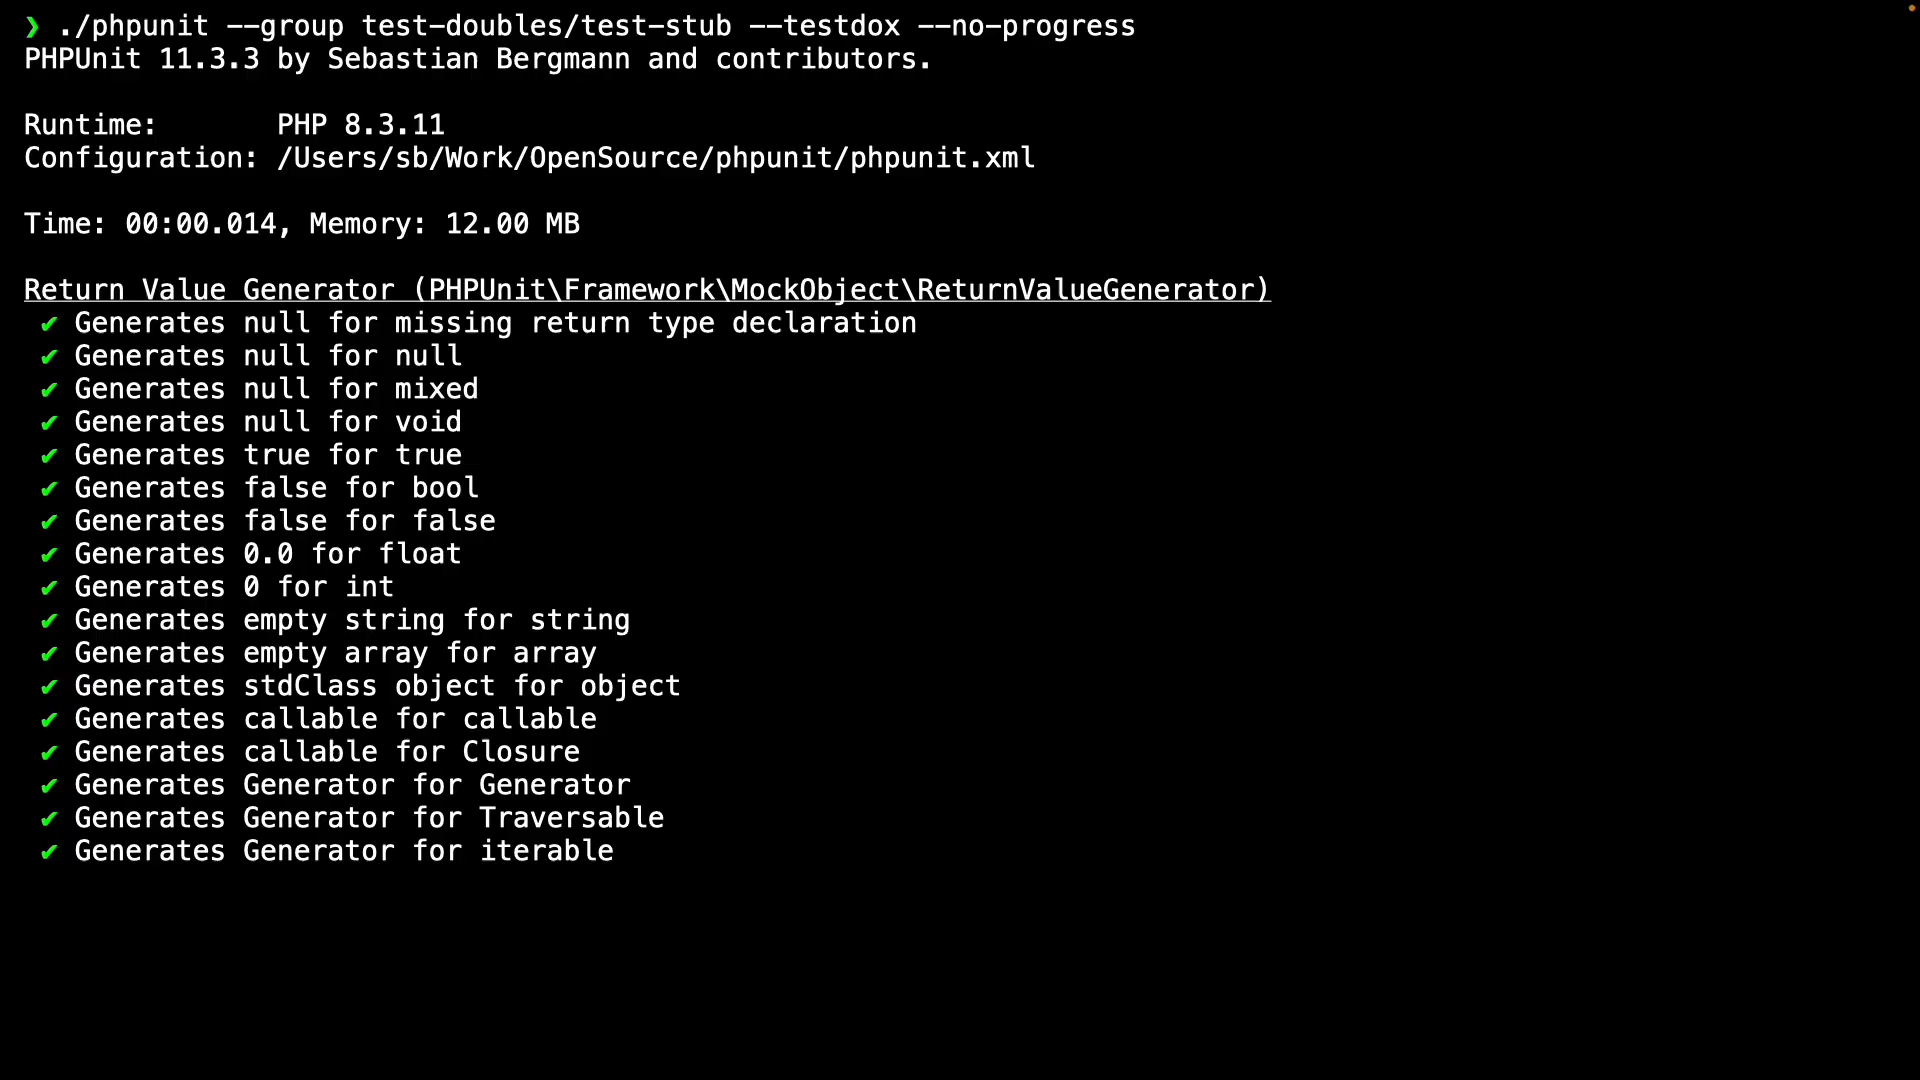 ❯ ./phpunit --group test-doubles/test-stub --testdox --no-progress
PHPUnit 11.3.3 by Sebastian Bergmann and contributors.
Runtime:       PHP 8.3.11
Configuration: /Users/sb/Work/OpenSource/phpunit/phpunit.xml
Time: 00:00.014, Memory: 12.00 MB
Return Value Generator (PHPUnit\Framework\MockObject\ReturnValueGenerator)
✔ Generates null for missing return type declaration
✔ Generates null for null
✔ Generates null for mixed
✔ Generates null for void
✔ Generates true for true
✔ Generates false for bool
✔ Generates false for false
✔ Generates 0.0 for float
✔ Generates 0 for int
✔ Generates empty string for string
✔ Generates empty array for array
✔ Generates stdClass object for object
✔ Generates callable for callable
✔ Generates callable for Closure
✔ Generates Generator for Generator
✔ Generates Generator for Traversable
✔ Generates Generator for iterable